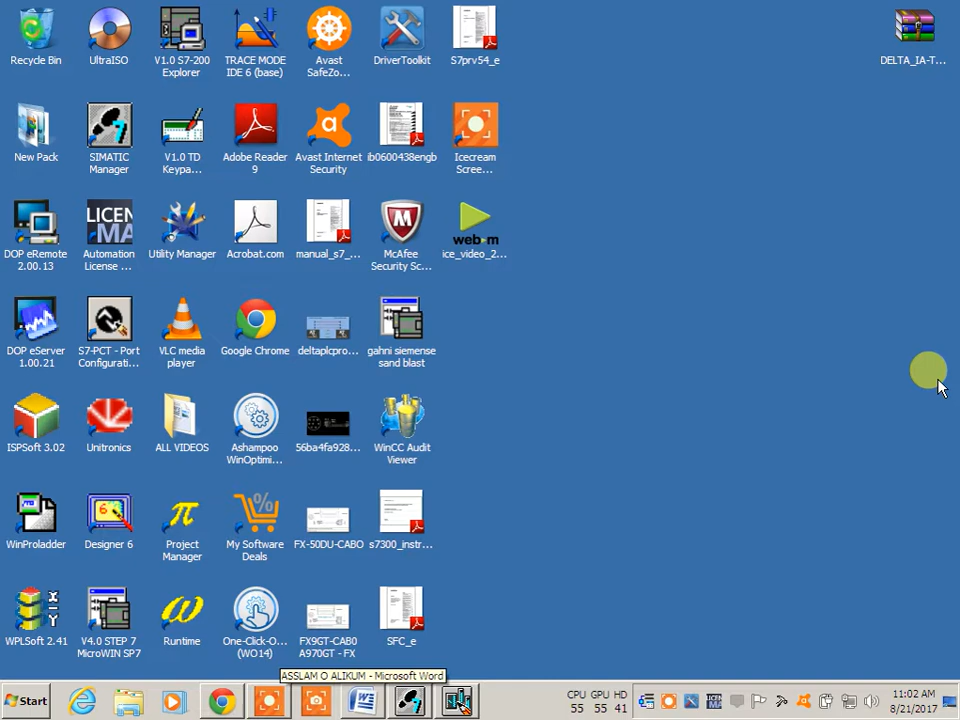 Recycle Bin
UltraISO
V1.0 S7-200
Explorer
TRACE MODE
IDE 6 (base)
Avast
SafeZo...
DriverToolkit
S7prv54_e
DELTA_IA-T...
New Pack
SIMATIC
Manager
V1.0 TD
Keypa...
Adobe Reader
9
Avast Internet
Security
ib0600438engb
Icecream
Scree...
DOP eRemote
2.00.13
LICEN
MA
Automation
License ...
Utility Manager
Acrobat.com
manual_s7_...
McAfee
Security Sc...
web-m
ice_video_2...
DOP eServer
1.00.21
S7-PCT - Port
Configurati...
VLC media
player
Google Chrome
deltaplcpro...
gahni siemense
sand blast
ISPSoft 3.02
Unitronics
ALL VIDEOS
Ashampoo
WinOptimi...
56ba4fa928...
WinCC Audit
Viewer
WinProladder
Designer 6
Project
Manager
My Software
Deals
FX-50DU-CABO
s7300_instr...
WPLSoft 2.41
V4.0 STEP 7
MicroWIN SP7
Runtime
One-Click-O...
(WO14)
FX9GT-CAB0
A970GT - FX
SFC_e
ASSLAM O ALIKUM - Microsoft Word
Start
CPU GPU HD
55 55 41
11:02 AM
8/21/2017